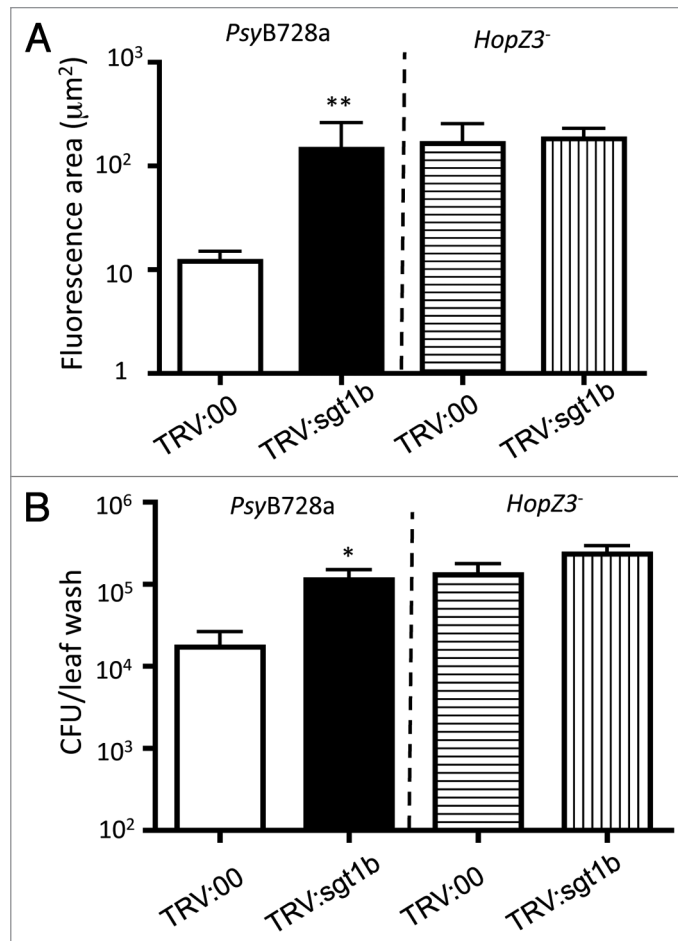 A
PsyB728a
HopZ3⁻
Fluorescence area (μm²)
10³
10²
10
1
**
TRV:00
TRV:sgt1b
TRV:00
TRV:sgt1b
B
PsyB728a
HopZ3⁻
CFU/leaf wash
10⁶
10⁵
10⁴
10³
10²
*
TRV:00
TRV:sgt1b
TRV:00
TRV:sgt1b